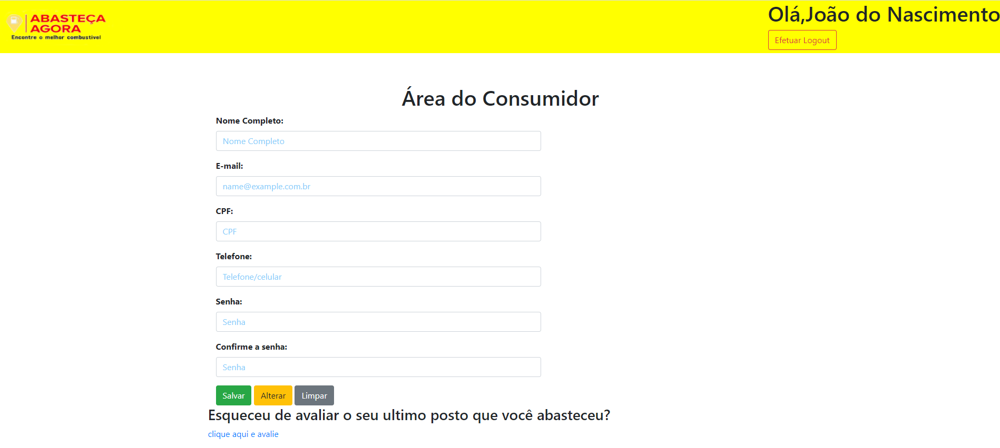 ABASTEÇA
AGORA
Encontre o melhor combustível
Olá,João do Nascimento
Efetuar Logout
Área do Consumidor
Nome Completo:
Nome Completo
E-mail:
name@example.com.br
CPF:
CPF
Telefone:
Telefone/celular
Senha:
Senha
Confirme a senha:
Senha
Salvar Alterar Limpar
Esqueceu de avaliar o seu ultimo posto que você abasteceu?
clique aqui e avalie